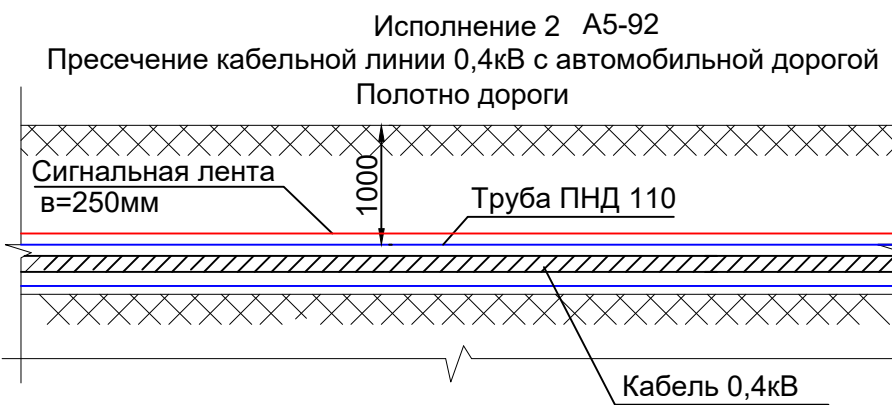 Исполнение 2 А5-92
Пресечение кабельной линии 0,4кВ с автомобильной дорогой
Полотно дороги
Сигнальная лента
в=250мм
1000
Труба ПНД 110
Кабель 0,4кВ